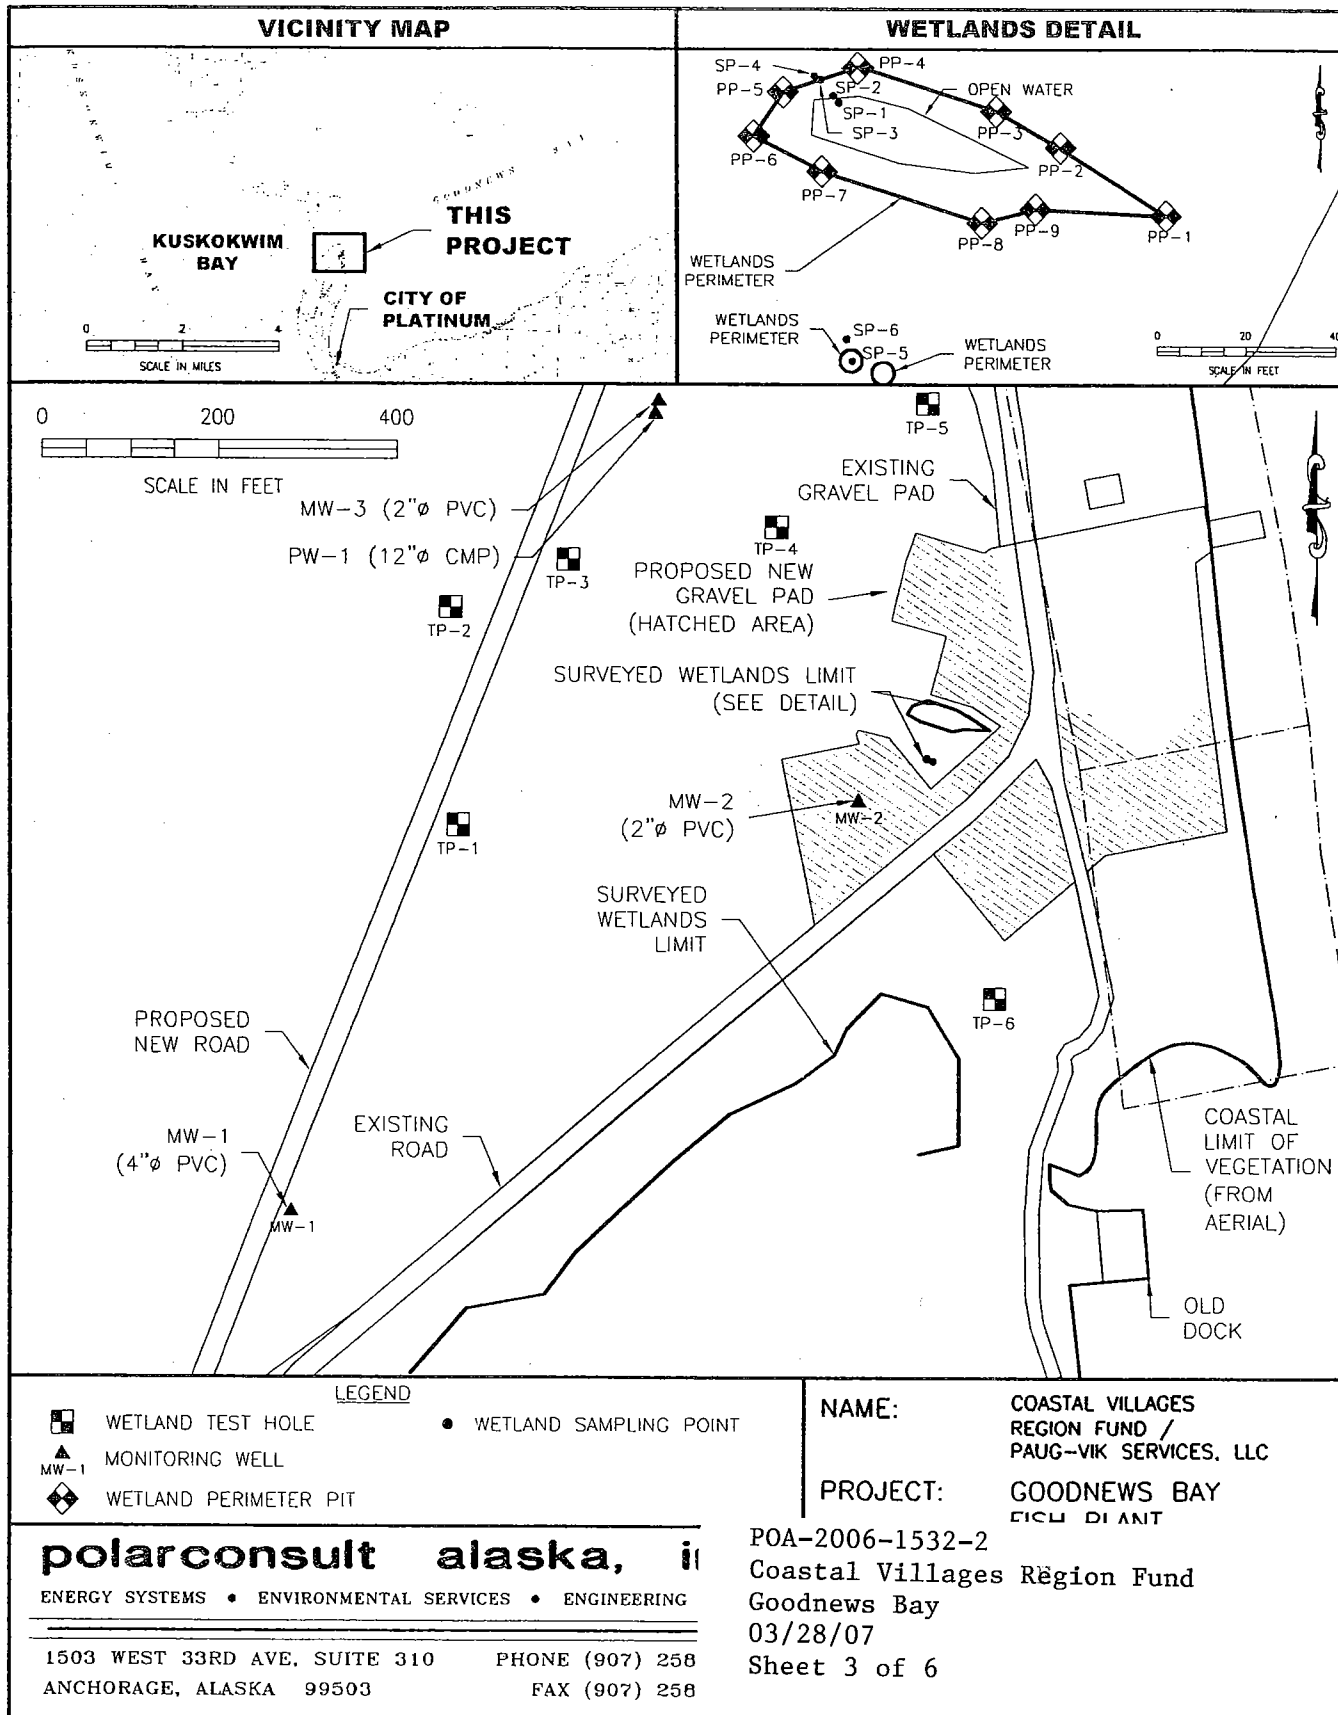 VICINITY MAP
KUSKOKWIM
BAY
GOODNEWS BAY
KUSKOKWIM
BAY
THIS
PROJECT
CITY OF
PLATINUM
0 2 4
SCALE IN MILES
WETLANDS DETAIL
SP-4
PP-4
PP-5
SP-2
OPEN WATER
SP-1
PP-3
SP-3
PP-6
PP-2
PP-7
PP-8
PP-9
PP-1
WETLANDS
PERIMETER
WETLANDS
PERIMETER
SP-6
SP-5
WETLANDS
PERIMETER
0 20 40
SCALE IN FEET
0 200 400
SCALE IN FEET
MW-3 (2"ø PVC)
PW-1 (12"ø CMP)
TP-5
EXISTING
GRAVEL PAD
TP-4
TP-3
PROPOSED NEW
GRAVEL PAD
(HATCHED AREA)
TP-2
SURVEYED WETLANDS LIMIT
(SEE DETAIL)
MW-2
(2"ø PVC)
MW-2
TP-1
SURVEYED
WETLANDS
LIMIT
TP-6
PROPOSED
NEW ROAD
EXISTING
ROAD
MW-1
(4"ø PVC)
MW-1
COASTAL
LIMIT OF
VEGETATION
(FROM
AERIAL)
OLD
DOCK
LEGEND
WETLAND TEST HOLE
WETLAND SAMPLING POINT
MW-1 MONITORING WELL
WETLAND PERIMETER PIT
NAME: COASTAL VILLAGES
REGION FUND /
PAUG-VIK SERVICES, LLC
PROJECT: GOODNEWS BAY
FISH PLANT
polarconsult alaska,
ENERGY SYSTEMS • ENVIRONMENTAL SERVICES • ENGINEERING
1503 WEST 33RD AVE, SUITE 310 PHONE (907) 258
ANCHORAGE, ALASKA 99503 FAX (907) 258
POA-2006-1532-2
Coastal Villages Region Fund
Goodnews Bay
03/28/07
Sheet 3 of 6